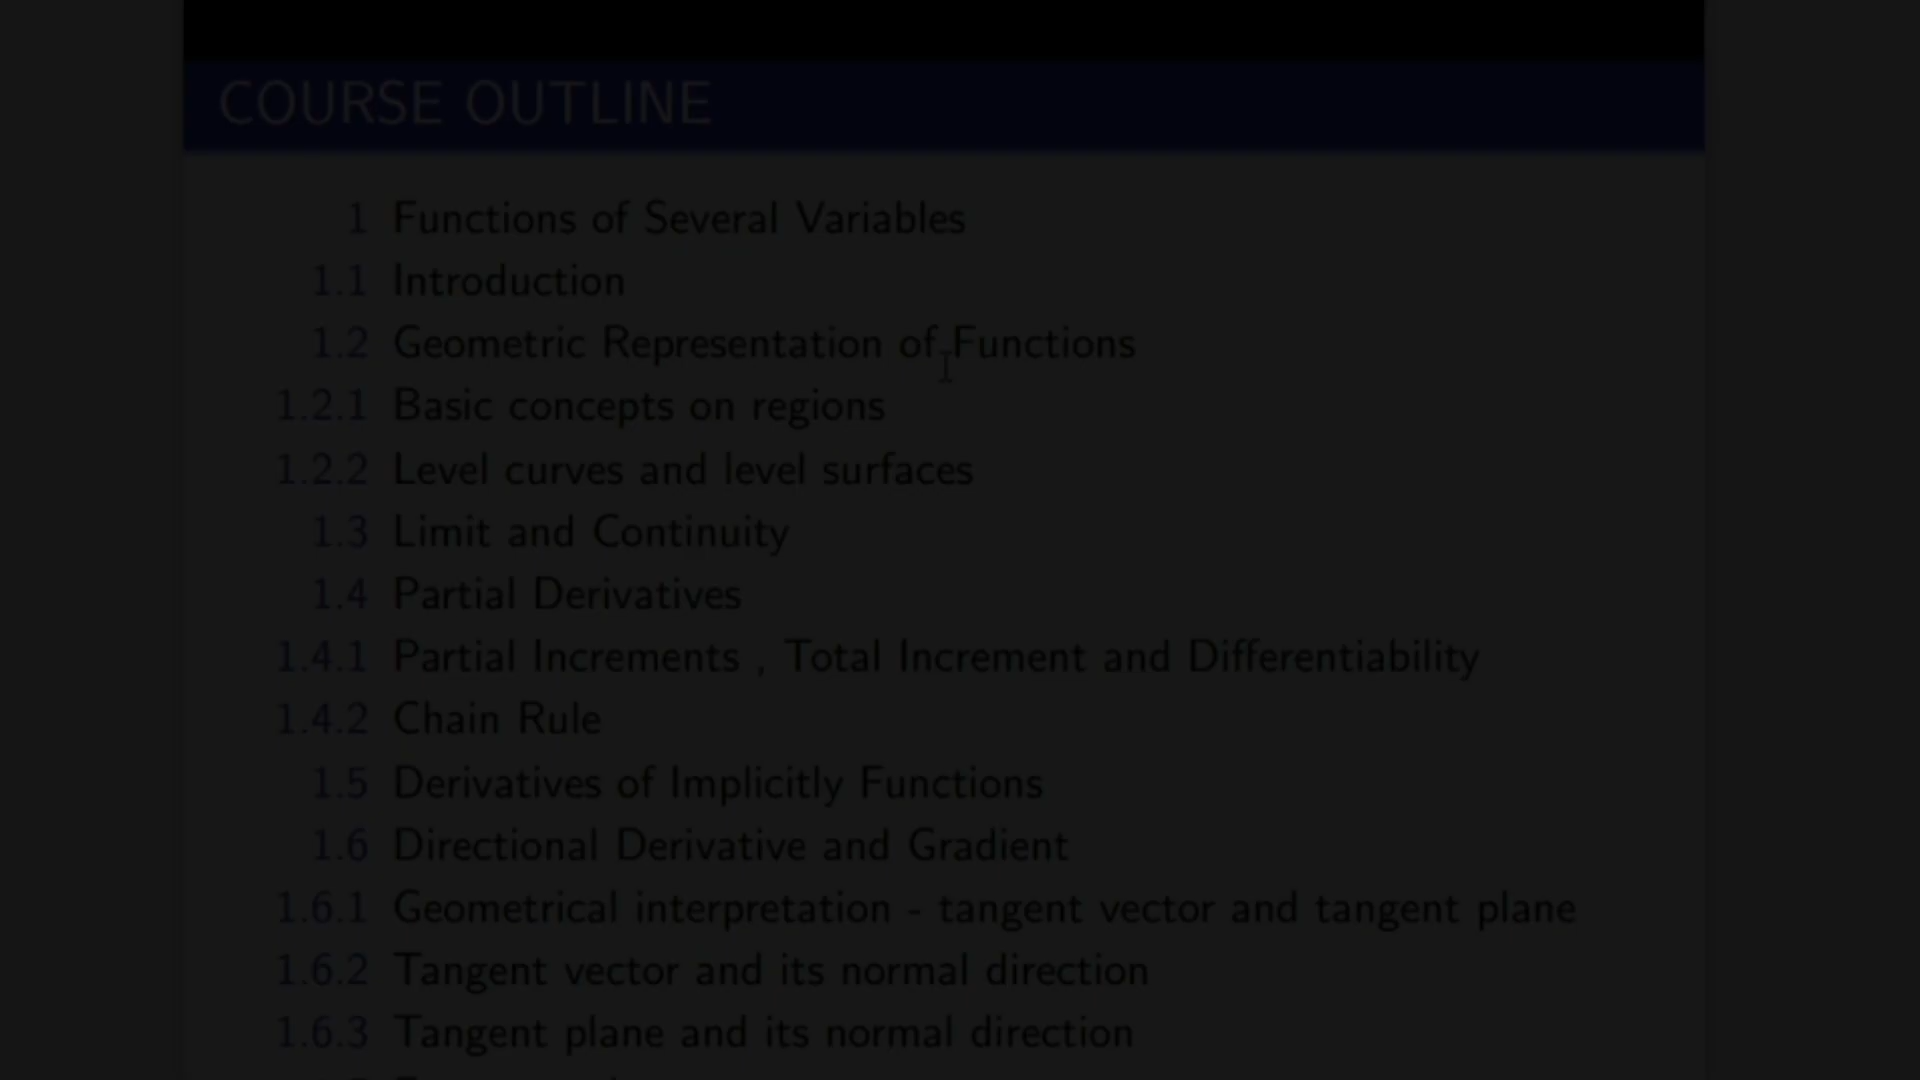 COURSE OUTLINE
1 Functions of Several Variables
1.1 Introduction
1.2 Geometric Representation of Functions
1.2.1 Basic concepts on regions
1.2.2 Level curves and level surfaces
1.3 Limit and Continuity
1.4 Partial Derivatives
1.4.1 Partial Increments , Total Increment and Differentiability
1.4.2 Chain Rule
1.5 Derivatives of Implicitly Functions
1.6 Directional Derivative and Gradient
1.6.1 Geometrical interpretation - tangent vector and tangent plane
1.6.2 Tangent vector and its normal direction
1.6.3 Tangent plane and its normal direction